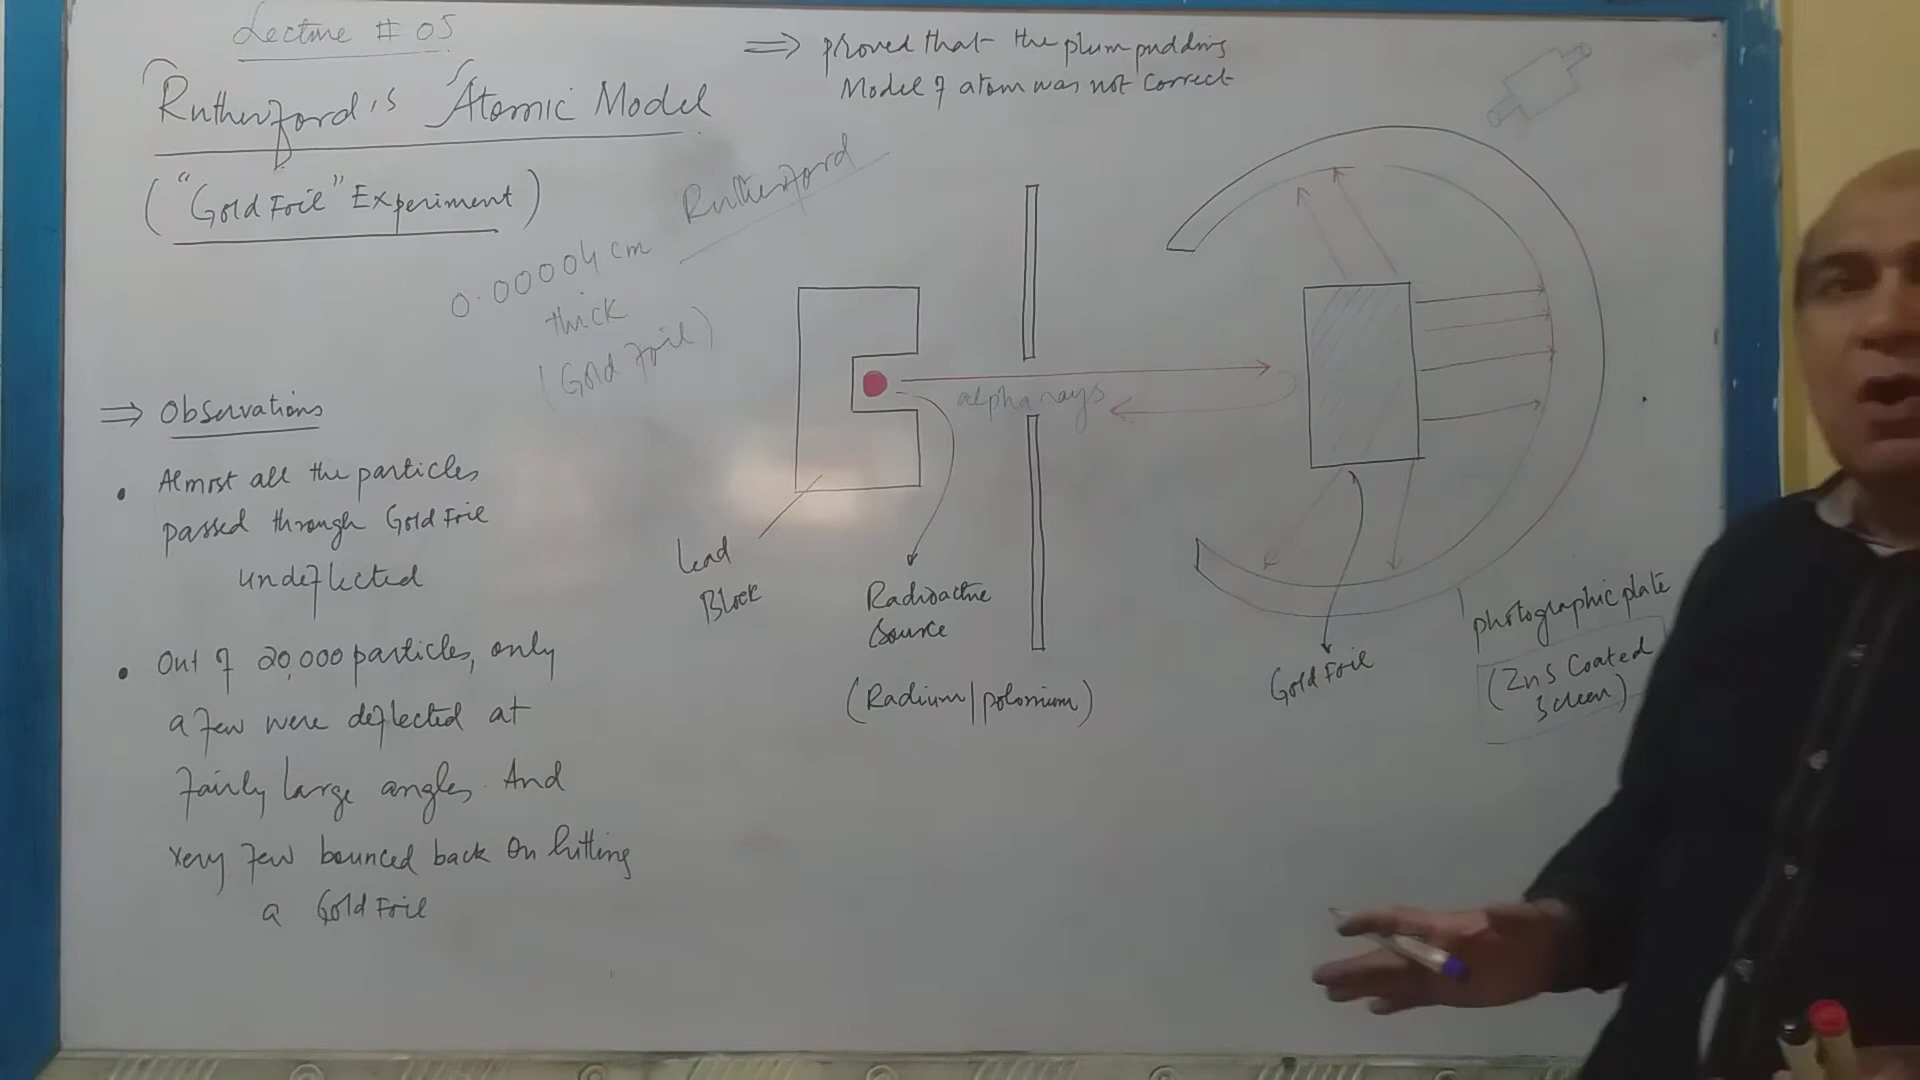 Lecture # 05
Rutherford's Atomic Model
("Gold Foil" Experiment)
⇒ proved that the plum pudding
Model of atom was not correct
Rutherford
0.00004 cm
thick
(Gold Foil)
⇒ Observations
• Almost all the particles
passed through Gold Foil
undeflected
• Out of 20,000 particles, only
a few were deflected at
fairly large angles. And
very few bounced back on hitting
a Gold Foil
alpha rays
Lead
Block
Radioactive
Source
(Radium/polonium)
Gold Foil
photographic plate
(ZnS Coated
Screen)